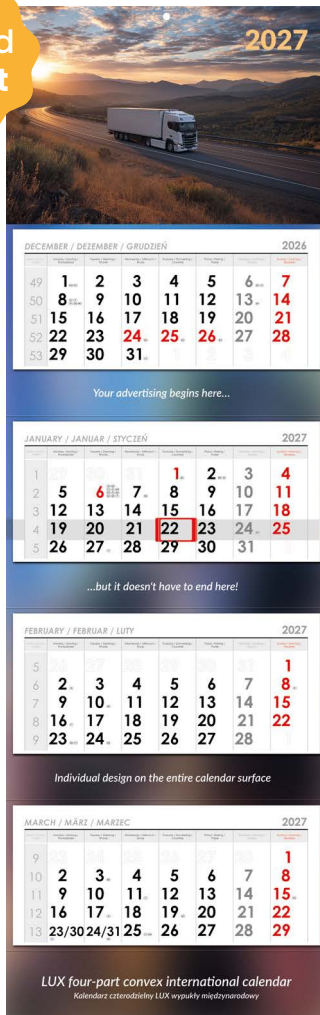 d
t
2027
DECEMBER / DEZEMBER / GRUDZIEŃ 2026
49 1 2 3 4 5 6 7
50 8 9 10 11 12 13 14
51 15 16 17 18 19 20 21
52 22 23 24 25 26 27 28
53 29 30 31
Your advertising begins here...
JANUARY / JANUAR / STYCZEŃ 2027
1 1 2 3 4
2 5 6 7 8 9 10 11
3 12 13 14 15 16 17 18
4 19 20 21 22 23 24 25
5 26 27 28 29 30 31
...but it doesn't have to end here!
FEBRUARY / FEBRUAR / LUTY 2027
5 1
6 2 3 4 5 6 7 8
7 9 10 11 12 13 14 15
8 16 17 18 19 20 21 22
9 23 24 25 26 27 28
Individual design on the entire calendar surface
MARCH / MÄRZ / MARZEC 2027
9 1
10 2 3 4 5 6 7 8
11 9 10 11 12 13 14 15
12 16 17 18 19 20 21 22
13 23/30 24/31 25 26 27 28 29
LUX four-part convex international calendar
Kalendarz czterodzielny LUX wypukły międzynarodowy